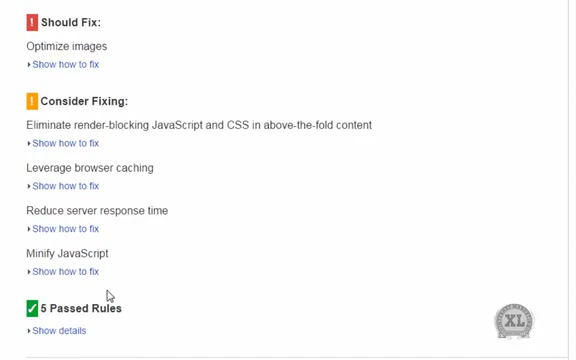 ! Should Fix:
Optimize images
Show how to fix
! Consider Fixing:
Eliminate render-blocking JavaScript and CSS in above-the-fold content
Show how to fix
Leverage browser caching
Show how to fix
Reduce server response time
Show how to fix
Minify JavaScript
Show how to fix
5 Passed Rules
Show details
XL